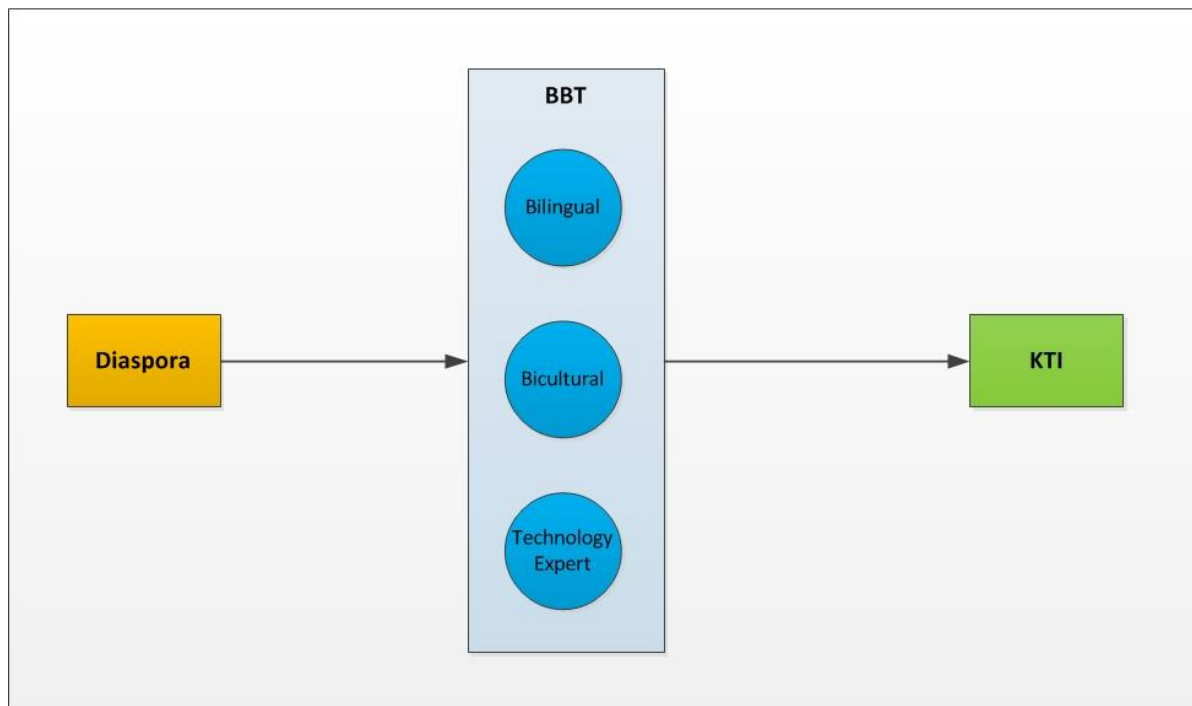 BBT
Bilingual
Diaspora
Bicultural
KTI
Technology
Expert